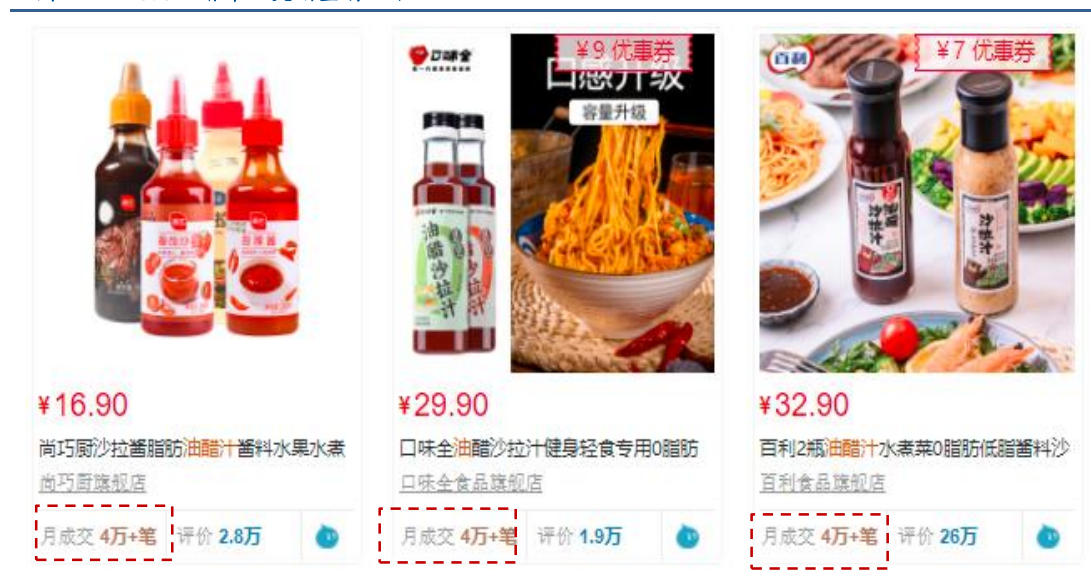 口味全
¥9 优惠券
口感升级
容量升级
油醋沙拉汁
百利
¥7 优惠券
沙拉汁
¥16.90
尚巧厨沙拉酱脂肪油醋汁酱料水果水煮
尚巧厨旗舰店
月成交 4万+笔
评价 2.8万
¥29.90
口味全油醋沙拉汁健身轻食专用0脂肪
口味全食品旗舰店
月成交 4万+笔
评价 1.9万
¥32.90
百利2瓶油醋汁水煮菜0脂肪低脂酱料沙
百利食品旗舰店
月成交 4万+笔
评价 26万